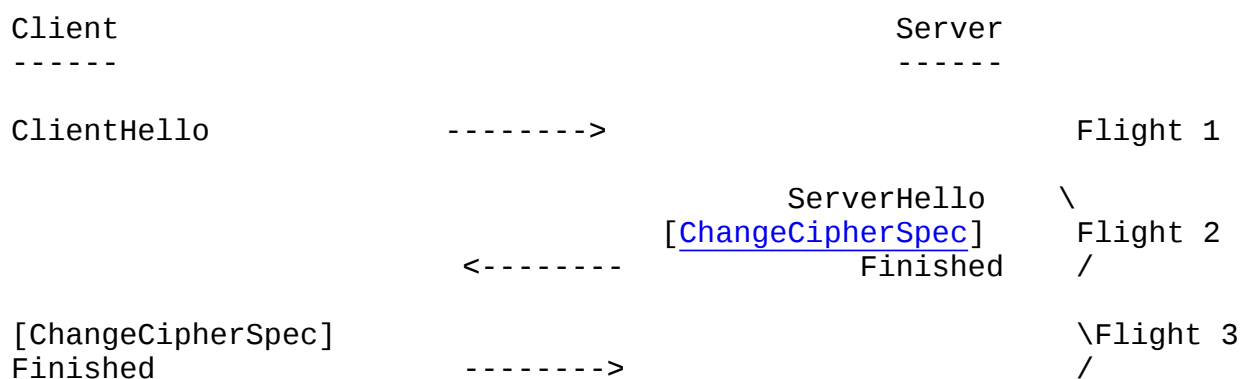 Client                                          Server
------                                          ------

ClientHello             -------->                          Flight 1

                                           ServerHello    \
                                    [ChangeCipherSpec]     Flight 2
                         <--------             Finished    /

[ChangeCipherSpec]                                         \Flight 3
Finished                 -------->                         /